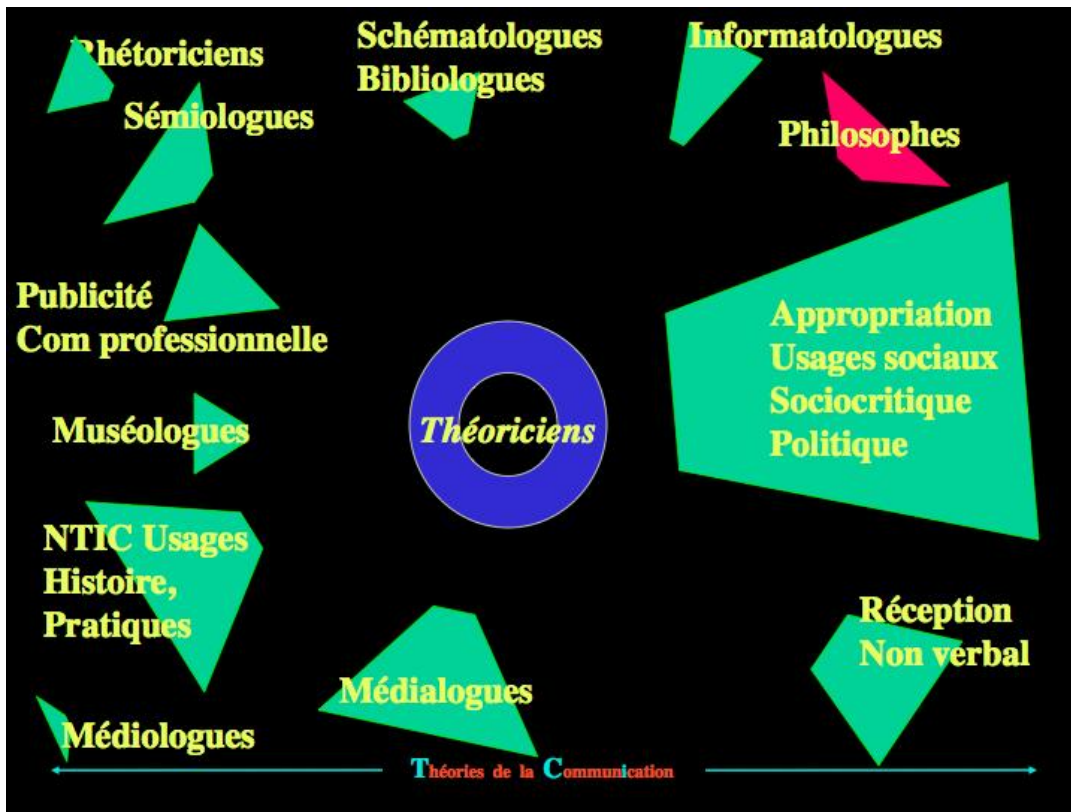 Rhétoriciens
Sémiologues
Schématologues
Bibliologues
Informatologues
Philosophes
Publicité
Com professionnelle
Appropriation
Usages sociaux
Sociocritique
Politique
Théoriciens
Muséologues
NTIC Usages
Histoire,
Pratiques
Réception
Non verbal
Médialogues
Médiologues
Théories de la Communication